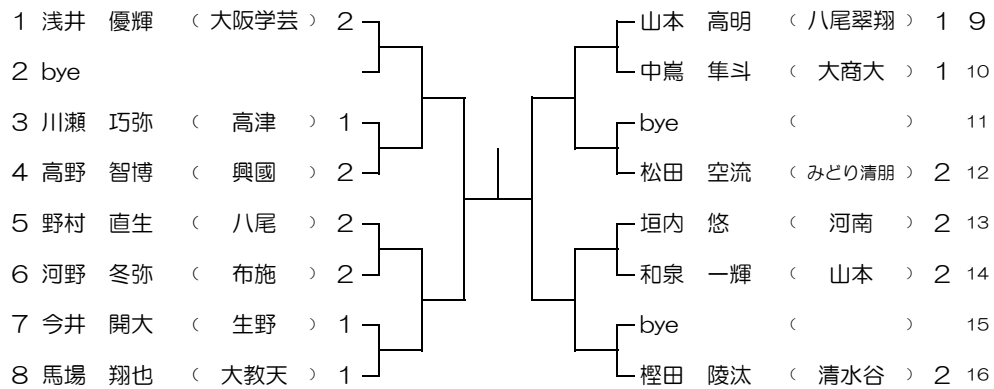 1 浅井 優輝 （ 大阪学芸 ） 2
2 bye
3 川瀬 巧弥 （ 高津 ） 1
4 高野 智博 （ 興國 ） 2
5 野村 直生 （ 八尾 ） 2
6 河野 冬弥 （ 布施 ） 2
7 今井 開大 （ 生野 ） 1
8 馬場 翔也 （ 大教天 ） 1
山本 高明 （ 八尾翠翔 ） 1 9
中嶌 隼斗 （ 大商大 ） 1 10
bye （ ） 11
松田 空流 （ みどり清朋 ） 2 12
垣内 悠 （ 河南 ） 2 13
和泉 一輝 （ 山本 ） 2 14
bye （ ） 15
樫田 陵汰 （ 清水谷 ） 2 16